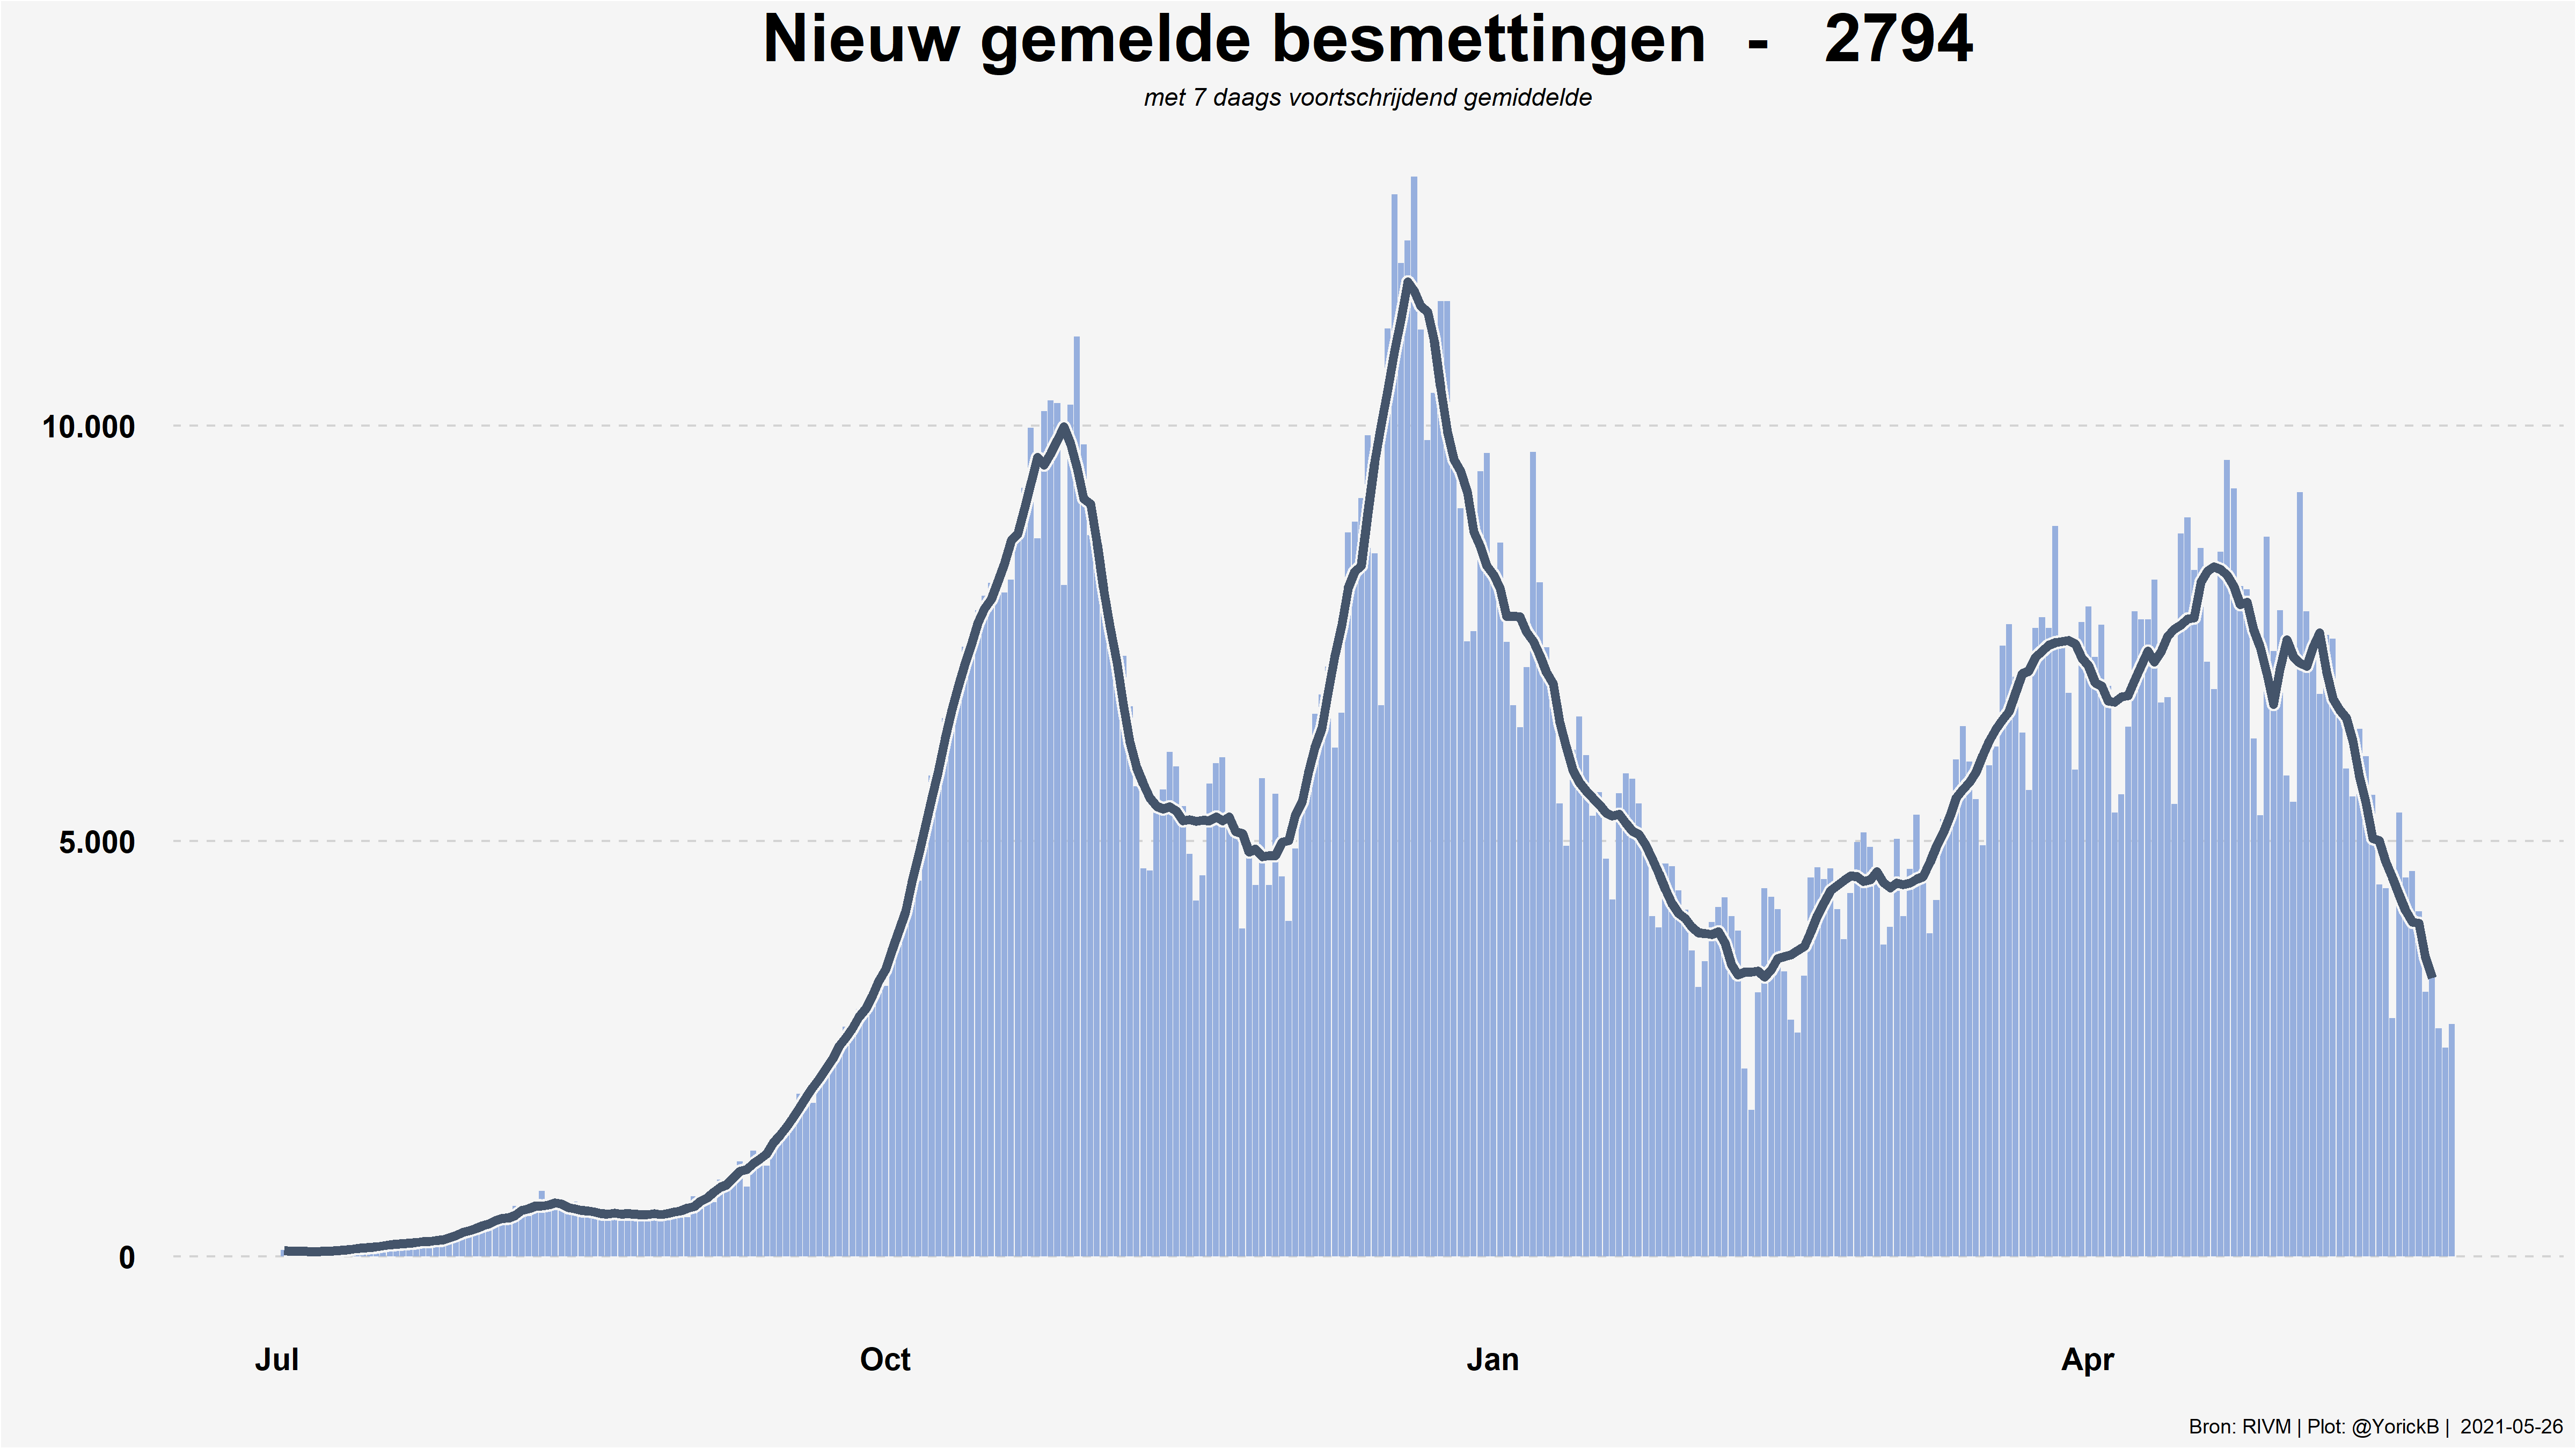 Nieuw gemelde besmettingen - 2794
met 7 daags voortschrijdend gemiddelde
10.000
5.000
0
Jul Oct Jan Apr
Bron: RIVM | Plot: @YorickB | 2021-05-26